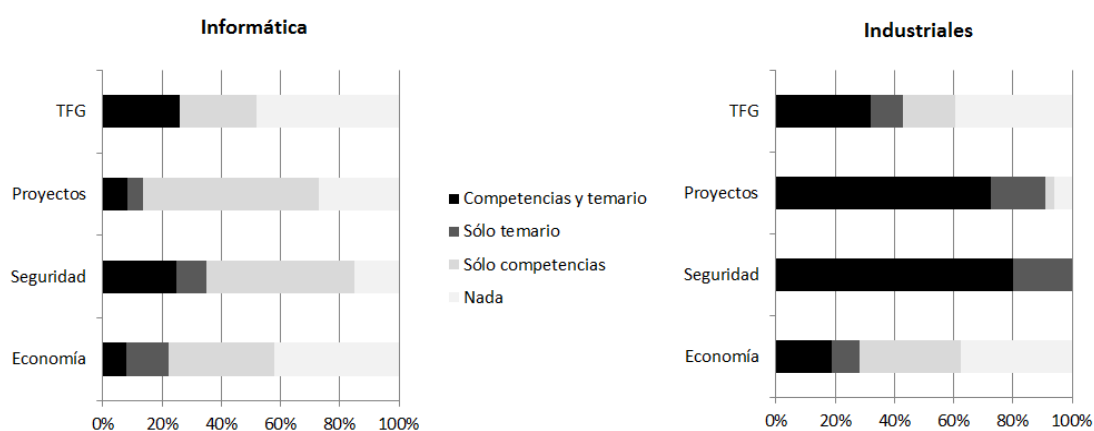 Informática
TFG
Proyectos
Seguridad
Economía
0% 20% 40% 60% 80% 100%
Competencias y temario
Sólo temario
Sólo competencias
Nada
Industriales
TFG
Proyectos
Seguridad
Economía
0% 20% 40% 60% 80% 100%